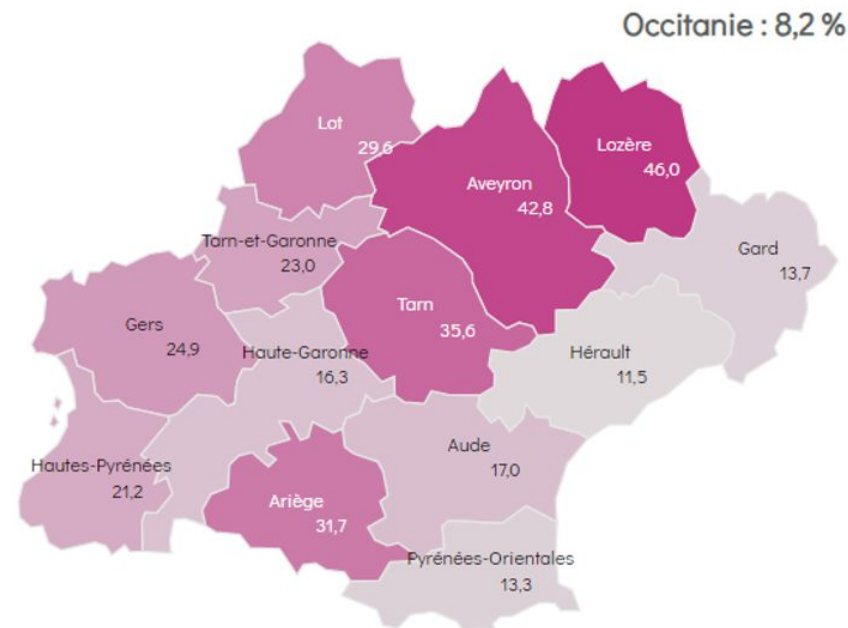 Occitanie : 8,2 %
Lot
29,6
Lozère
46,0
Aveyron
42,8
Tarn-et-Garonne
23,0
Gard
13,7
Tarn
35,6
Gers
24,9
Haute-Garonne
16,3
Hérault
11,5
Hautes-Pyrénées
21,2
Aude
17,0
Ariège
31,7
Pyrénées-Orientales
13,3